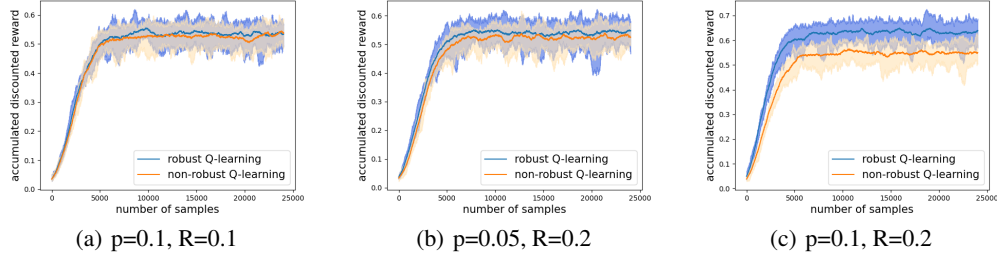 accumulated discounted reward
0.6
0.5
0.4
0.3
0.2
0.1
0.0
0
5000
10000
15000
20000
25000
number of samples
robust Q-learning
non-robust Q-learning
(a) p=0.1, R=0.1
accumulated discounted reward
0.6
0.5
0.4
0.3
0.2
0.1
0.0
0
5000
10000
15000
20000
25000
number of samples
robust Q-learning
non-robust Q-learning
(b) p=0.05, R=0.2
accumulated discounted reward
0.7
0.6
0.5
0.4
0.3
0.2
0.1
0.0
0
5000
10000
15000
20000
25000
number of samples
robust Q-learning
non-robust Q-learning
(c) p=0.1, R=0.2